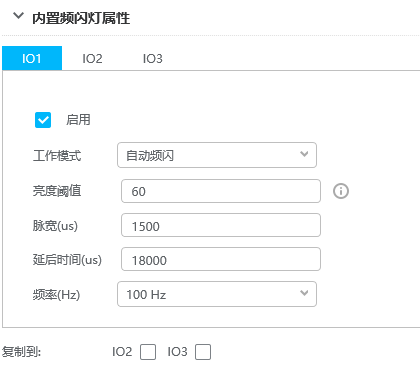 内置频闪灯属性
IO1 IO2 IO3
启用
工作模式 自动频闪
亮度阈值 60
脉宽(us) 1500
延后时间(us) 18000
频率(Hz) 100 Hz
复制到: IO2 IO3